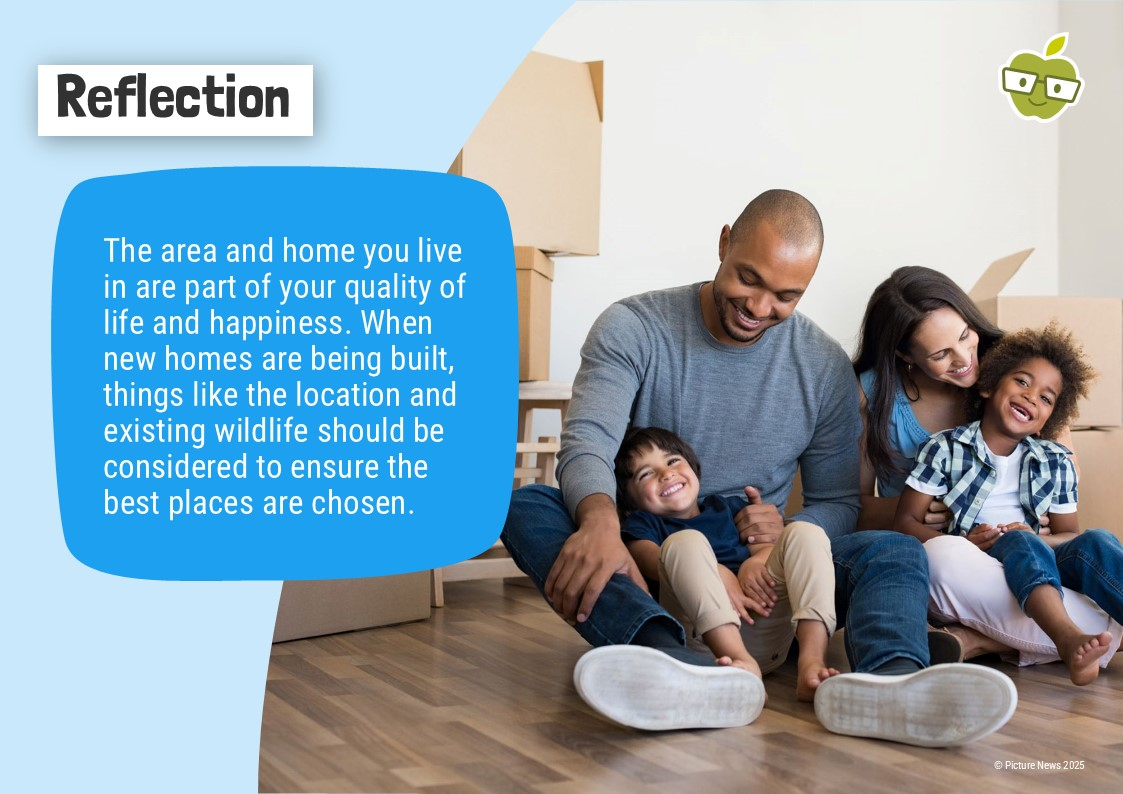 Reflection
The area and home you live
in are part of your quality of
life and happiness. When
new homes are being built,
things like the location and
existing wildlife should be
considered to ensure the
best places are chosen.
© Picture News 2025